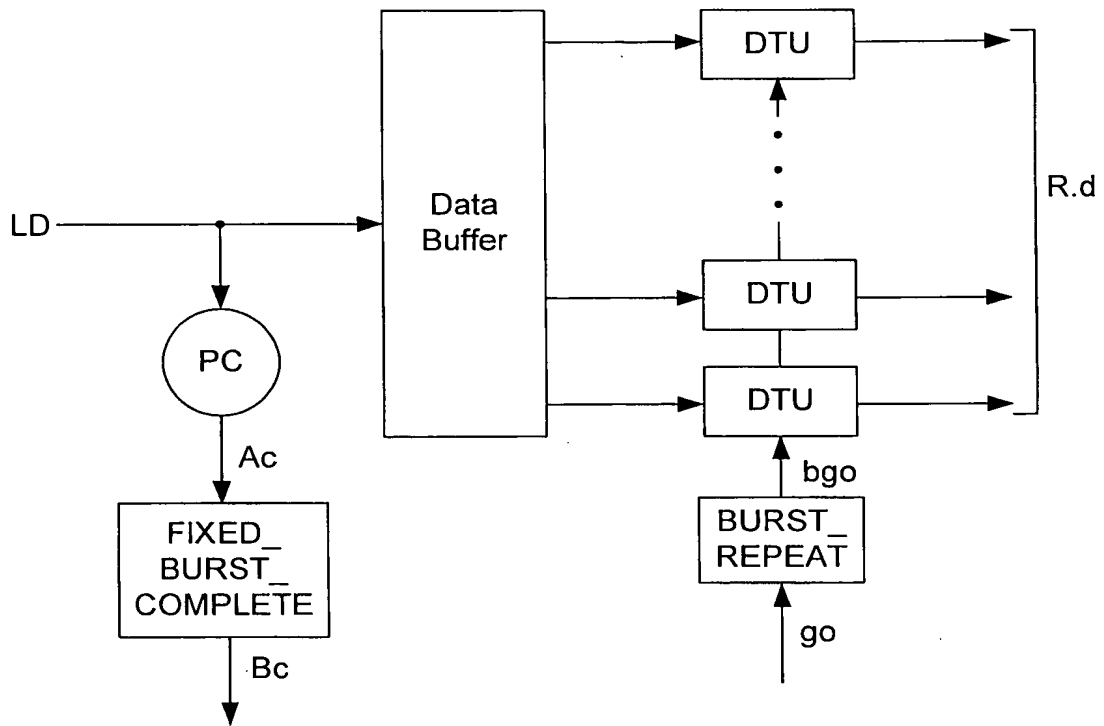 DTU
R.d
LD
Data
Buffer
DTU
PC
DTU
Ac
bgo
FIXED_
BURST_
COMPLETE
BURST_
REPEAT
go
Bc